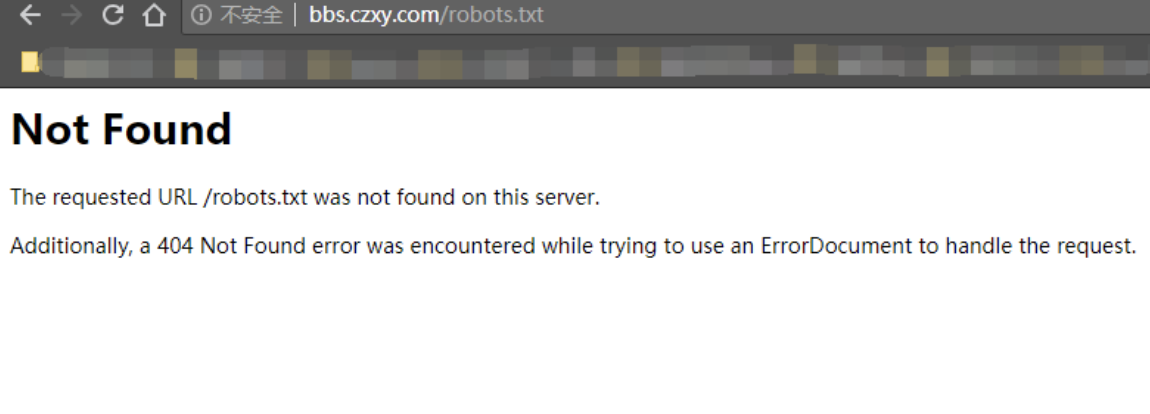 不安全 bbs.czxy.com/robots.txt
Not Found
The requested URL /robots.txt was not found on this server.
Additionally, a 404 Not Found error was encountered while trying to use an ErrorDocument to handle the request.